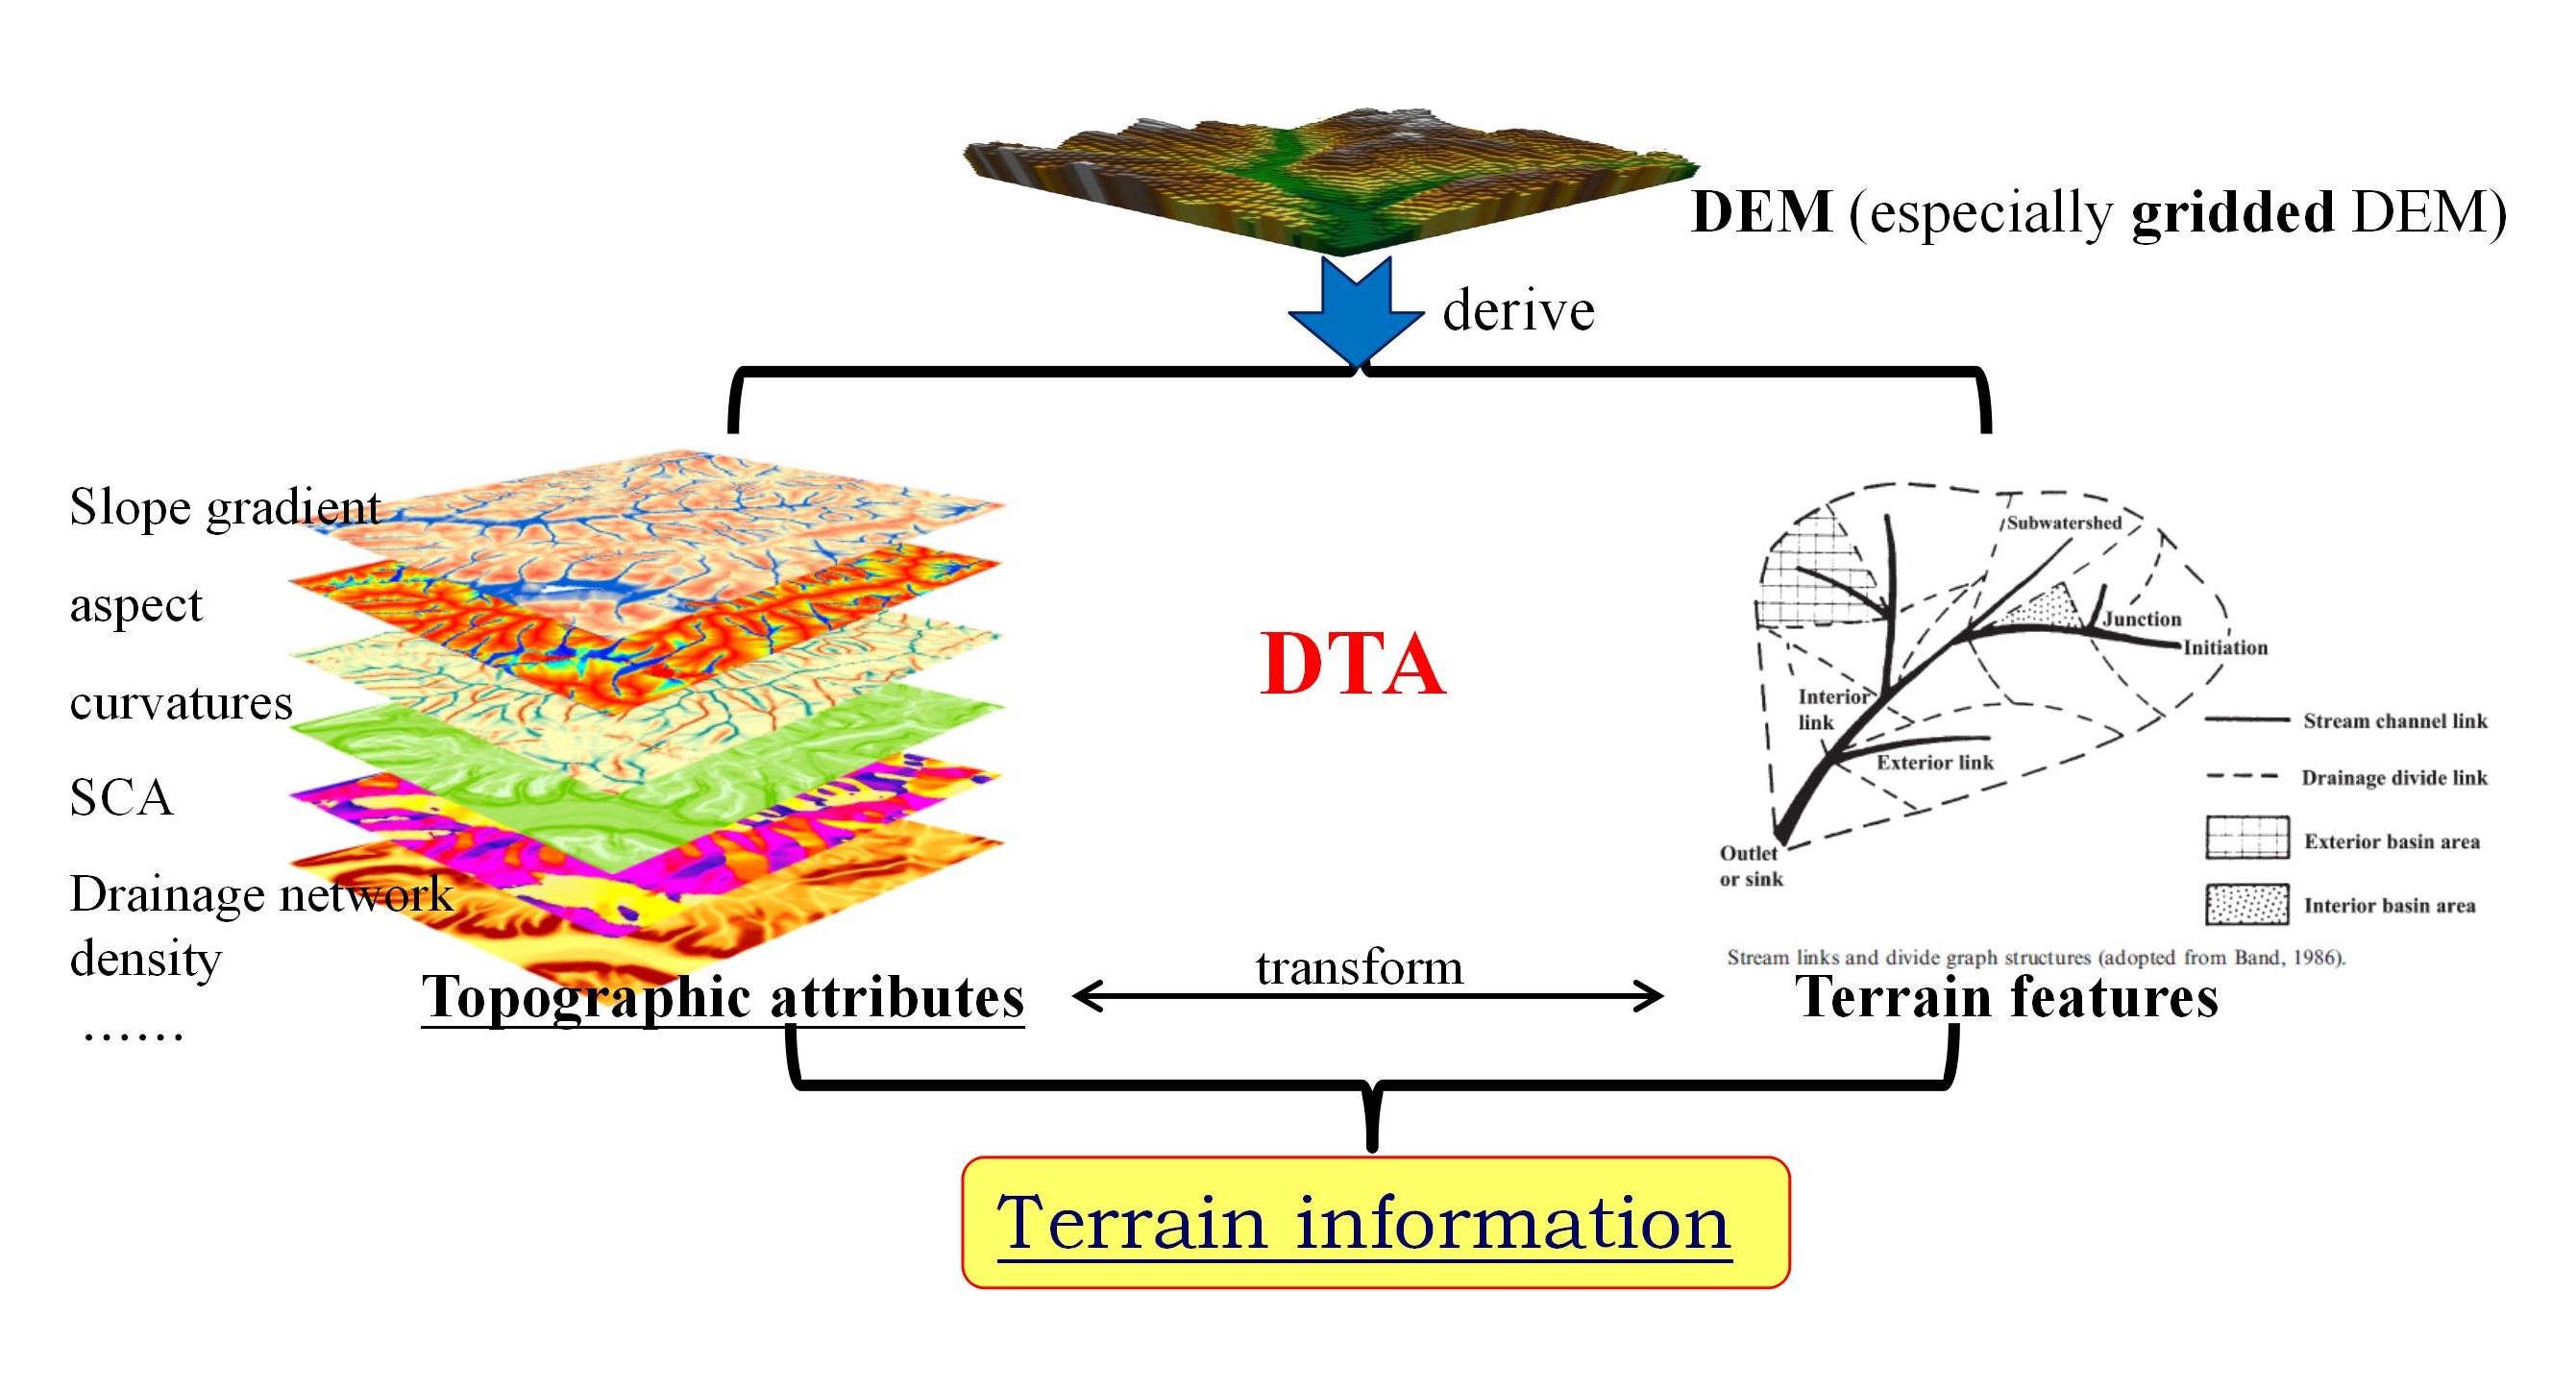 DEM (especially gridded DEM)
derive
Slope gradient
aspect
curvatures
SCA
Drainage network
density
......
DTA
Subwatershed
Junction
Initiation
Interior
link
Exterior link
Outlet
or sink
Stream channel link
Drainage divide link
Exterior basin area
Interior basin area
Stream links and divide graph structures (adopted from Band, 1986).
Topographic attributes
transform
Terrain features
Terrain information